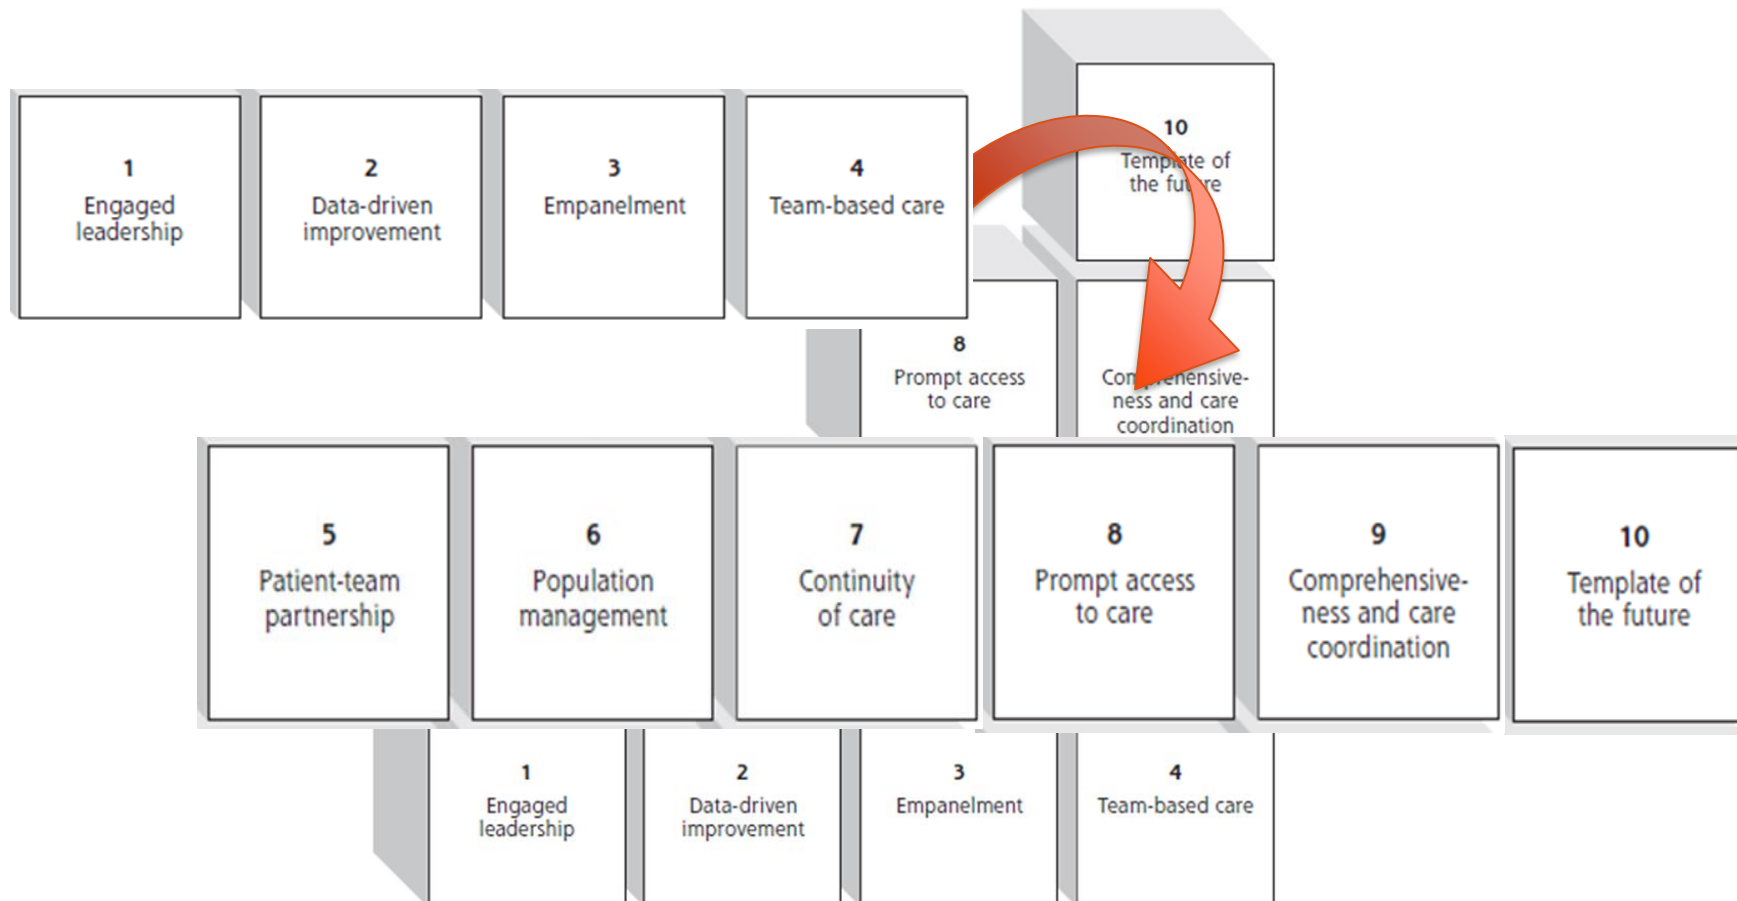 10
Template of
the future
1
Engaged
leadership
2
Data-driven
improvement
3
Empanelment
4
Team-based care
8
Prompt access
to care
Comprehensive-
ness and care
coordination
5
Patient-team
partnership
6
Population
management
7
Continuity
of care
8
Prompt access
to care
9
Comprehensive-
ness and care
coordination
10
Template of
the future
1
Engaged
leadership
2
Data-driven
improvement
3
Empanelment
4
Team-based care